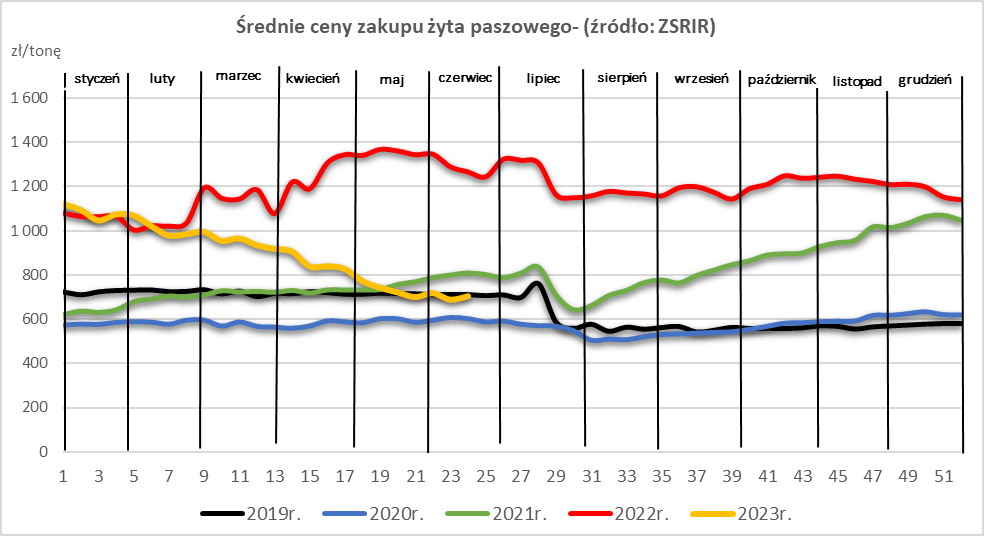 Średnie ceny zakupu żyta paszowego- (źródło: ZSRIR)
zł/tonę
styczeń luty marzec kwiecień maj czerwiec lipiec sierpień wrzesień październik listopad grudzień
1 600
1 400
1 200
1 000
800
600
400
200
0
1 3 5 7 9 11 13 15 17 19 21 23 25 27 29 31 33 35 37 39 41 43 45 47 49 51
2019r. 2020r. 2021r. 2022r. 2023r.